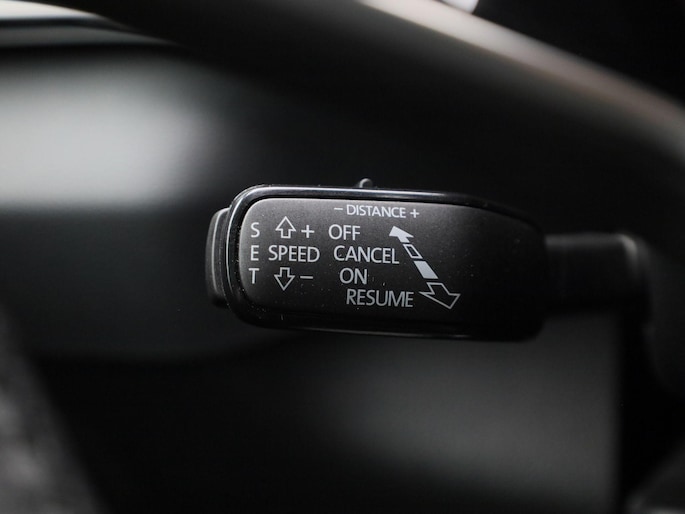 - DISTANCE +
S + OFF
E SPEED CANCEL
T - ON
RESUME